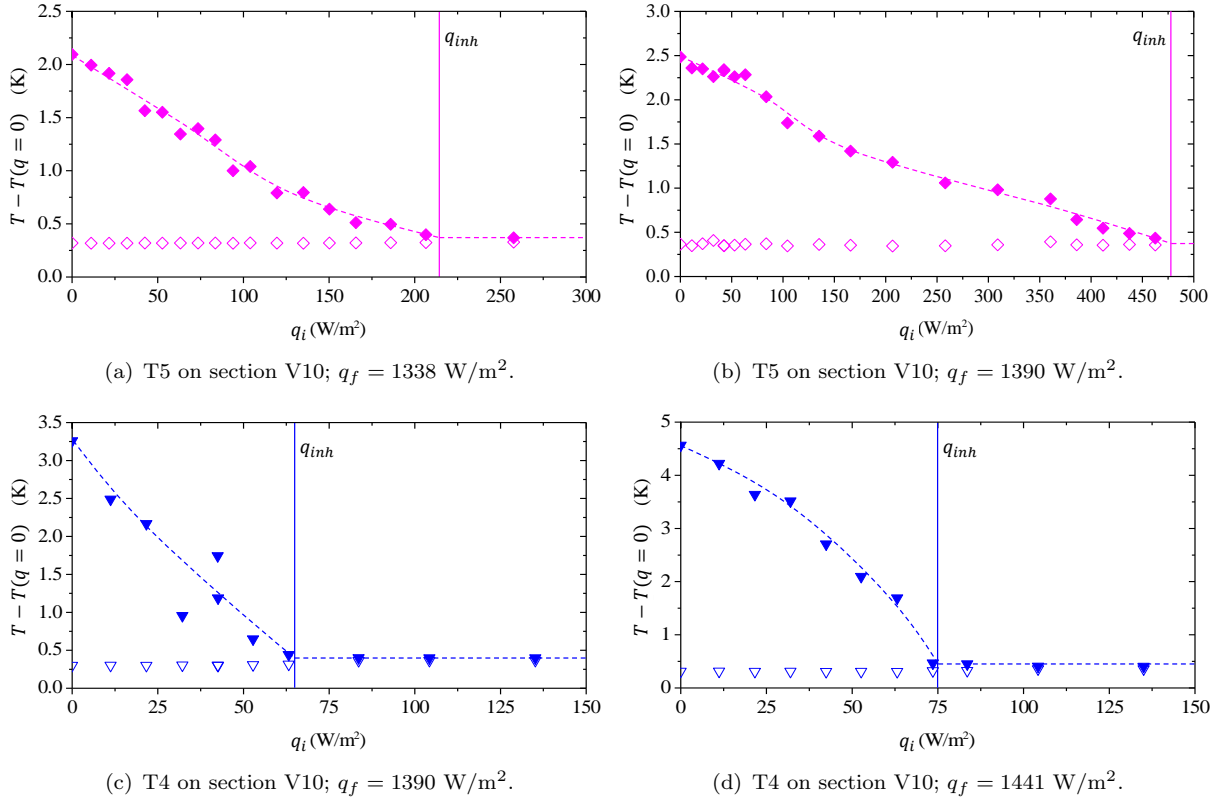 2.5
2.0
1.5
1.0
0.5
0.0
T − T(q = 0) (K)
q_inh
0 50 100 150 200 250 300
q_i (W/m²)
(a) T5 on section V10; q_f = 1338 W/m².
3.0
2.5
2.0
1.5
1.0
0.5
0.0
T − T(q = 0) (K)
q_inh
0 50 100 150 200 250 300 350 400 450 500
q_i (W/m²)
(b) T5 on section V10; q_f = 1390 W/m².
3.5
3.0
2.5
2.0
1.5
1.0
0.5
0.0
T − T(q = 0) (K)
q_inh
0 25 50 75 100 125 150
q_i (W/m²)
(c) T4 on section V10; q_f = 1390 W/m².
5
4
3
2
1
0
T − T(q = 0) (K)
q_inh
0 25 50 75 100 125 150
q_i (W/m²)
(d) T4 on section V10; q_f = 1441 W/m².